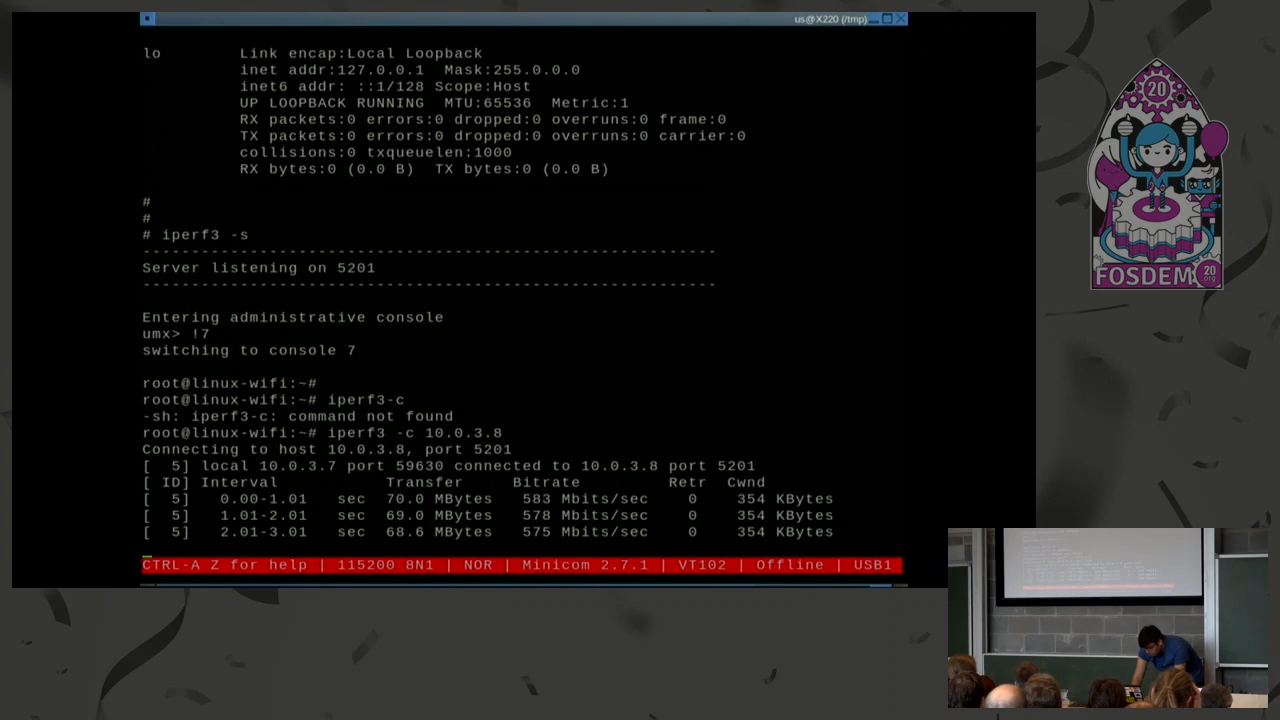 us@X220 (/tmp)
lo Link encap:Local Loopback
inet addr:127.0.0.1 Mask:255.0.0.0
inet6 addr: ::1/128 Scope:Host
UP LOOPBACK RUNNING MTU:65536 Metric:1
RX packets:0 errors:0 dropped:0 overruns:0 frame:0
TX packets:0 errors:0 dropped:0 overruns:0 carrier:0
collisions:0 txqueuelen:1000
RX bytes:0 (0.0 B) TX bytes:0 (0.0 B)
#
#
# iperf3 -s
-----------------------------------------------------------
Server listening on 5201
-----------------------------------------------------------
Entering administrative console
umx> !7
switching to console 7
root@linux-wifi:~#
root@linux-wifi:~# iperf3-c
-sh: iperf3-c: command not found
root@linux-wifi:~# iperf3 -c 10.0.3.8
Connecting to host 10.0.3.8, port 5201
[ 5] local 10.0.3.7 port 59630 connected to 10.0.3.8 port 5201
[ ID] Interval Transfer Bitrate Retr Cwnd
[ 5] 0.00-1.01 sec 70.0 MBytes 583 Mbits/sec 0 354 KBytes
[ 5] 1.01-2.01 sec 69.0 MBytes 578 Mbits/sec 0 354 KBytes
[ 5] 2.01-3.01 sec 68.6 MBytes 575 Mbits/sec 0 354 KBytes
CTRL-A Z for help | 115200 8N1 | NOR | Minicom 2.7.1 | VT102 | Offline | USB1
20
FOSDEM
20
.org